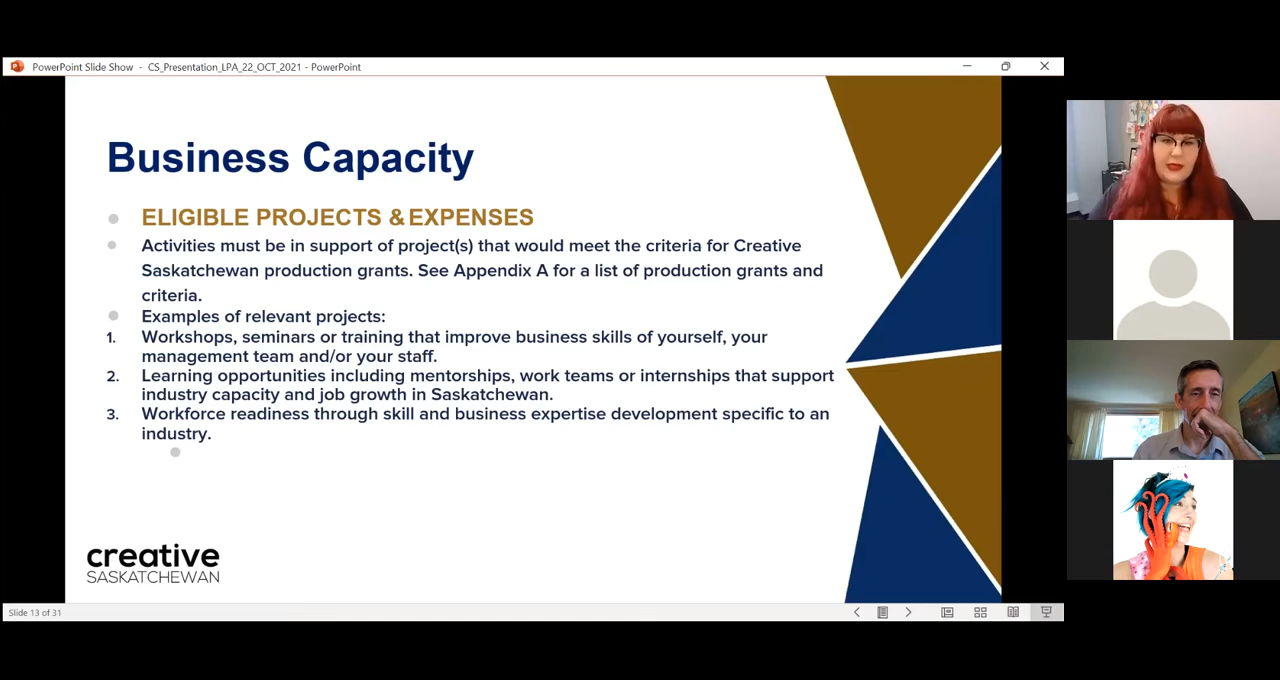 PowerPoint Slide Show - CS_Presentation_LPA_22_OCT_2021 - PowerPoint
Business Capacity
ELIGIBLE PROJECTS & EXPENSES
Activities must be in support of project(s) that would meet the criteria for Creative
Saskatchewan production grants. See Appendix A for a list of production grants and
criteria.
Examples of relevant projects:
1. Workshops, seminars or training that improve business skills of yourself, your
management team and/or your staff.
2. Learning opportunities including mentorships, work teams or internships that support
industry capacity and job growth in Saskatchewan.
3. Workforce readiness through skill and business expertise development specific to an
industry.
creative
SASKATCHEWAN
Slide 13 of 31